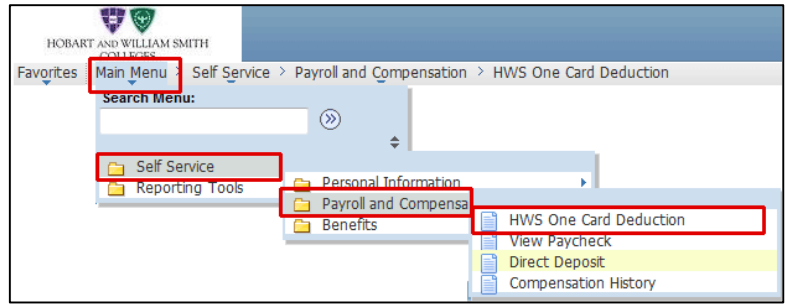 HOBART AND WILLIAM SMITH
COLLEGES
Favorites Main Menu > Self Service > Payroll and Compensation > HWS One Card Deduction
Search Menu:
Self Service
Reporting Tools
Personal Information
Payroll and Compensa
Benefits
HWS One Card Deduction
View Paycheck
Direct Deposit
Compensation History